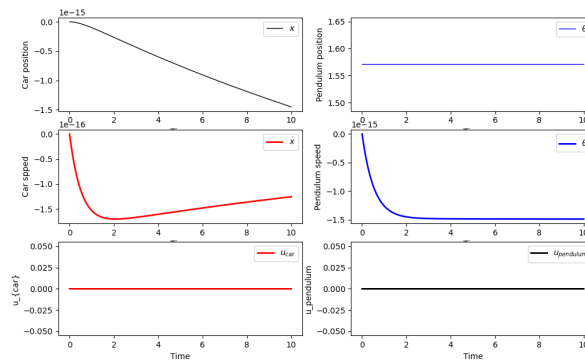 1e−15
0.0
−0.5
−1.0
−1.5
Car position
x
0 2 4 6 8 10
1.65
1.60
1.55
1.50
Pendulum position
θ
0 2 4 6 8 10
1e−16
0.0
−0.5
−1.0
−1.5
Car spped
ẋ
0 2 4 6 8 10
1e−15
0.0
−0.5
−1.0
−1.5
Pendulum speed
0 2 4 6 8 10
0.050
0.025
0.000
−0.025
−0.050
u_{car}
u_car
0 2 4 6 8 10
Time
0.050
0.025
0.000
−0.025
−0.050
u_pendulum
u_pendulum
0 2 4 6 8 10
Time